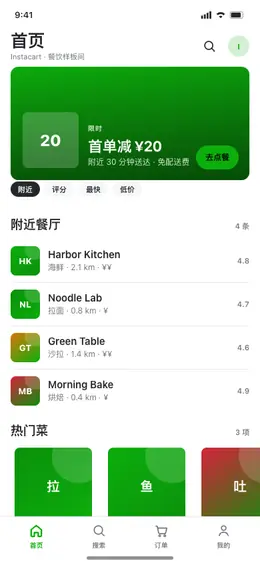 9:41
首页
Instacart · 餐饮样板间
I
20
限时
首单减 ¥20
附近 30 分钟送达 · 免配送费
去点餐
附近
评分
最快
低价
附近餐厅
4 条
HK
Harbor Kitchen
海鲜 · 2.1 km · ¥¥
4.8
NL
Noodle Lab
拉面 · 0.8 km · ¥
4.7
GT
Green Table
沙拉 · 1.4 km · ¥¥
4.6
MB
Morning Bake
烘焙 · 0.4 km · ¥
4.9
热门菜
3 项
拉
鱼
吐
首页
搜索
订单
我的